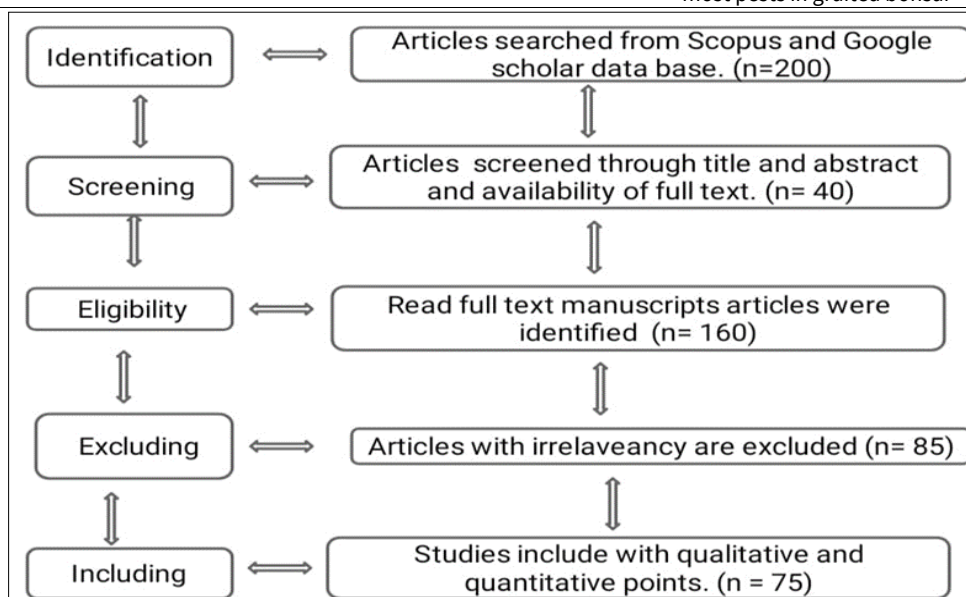 Identification
Articles searched from Scopus and Google
scholar data base. (n=200)
Screening
Articles screened through title and abstract
and availability of full text. (n= 40)
Eligibility
Read full text manuscripts articles were
identified (n= 160)
Excluding
Articles with irrelaveancy are excluded (n= 85)
Including
Studies include with qualitative and
quantitative points. (n = 75)